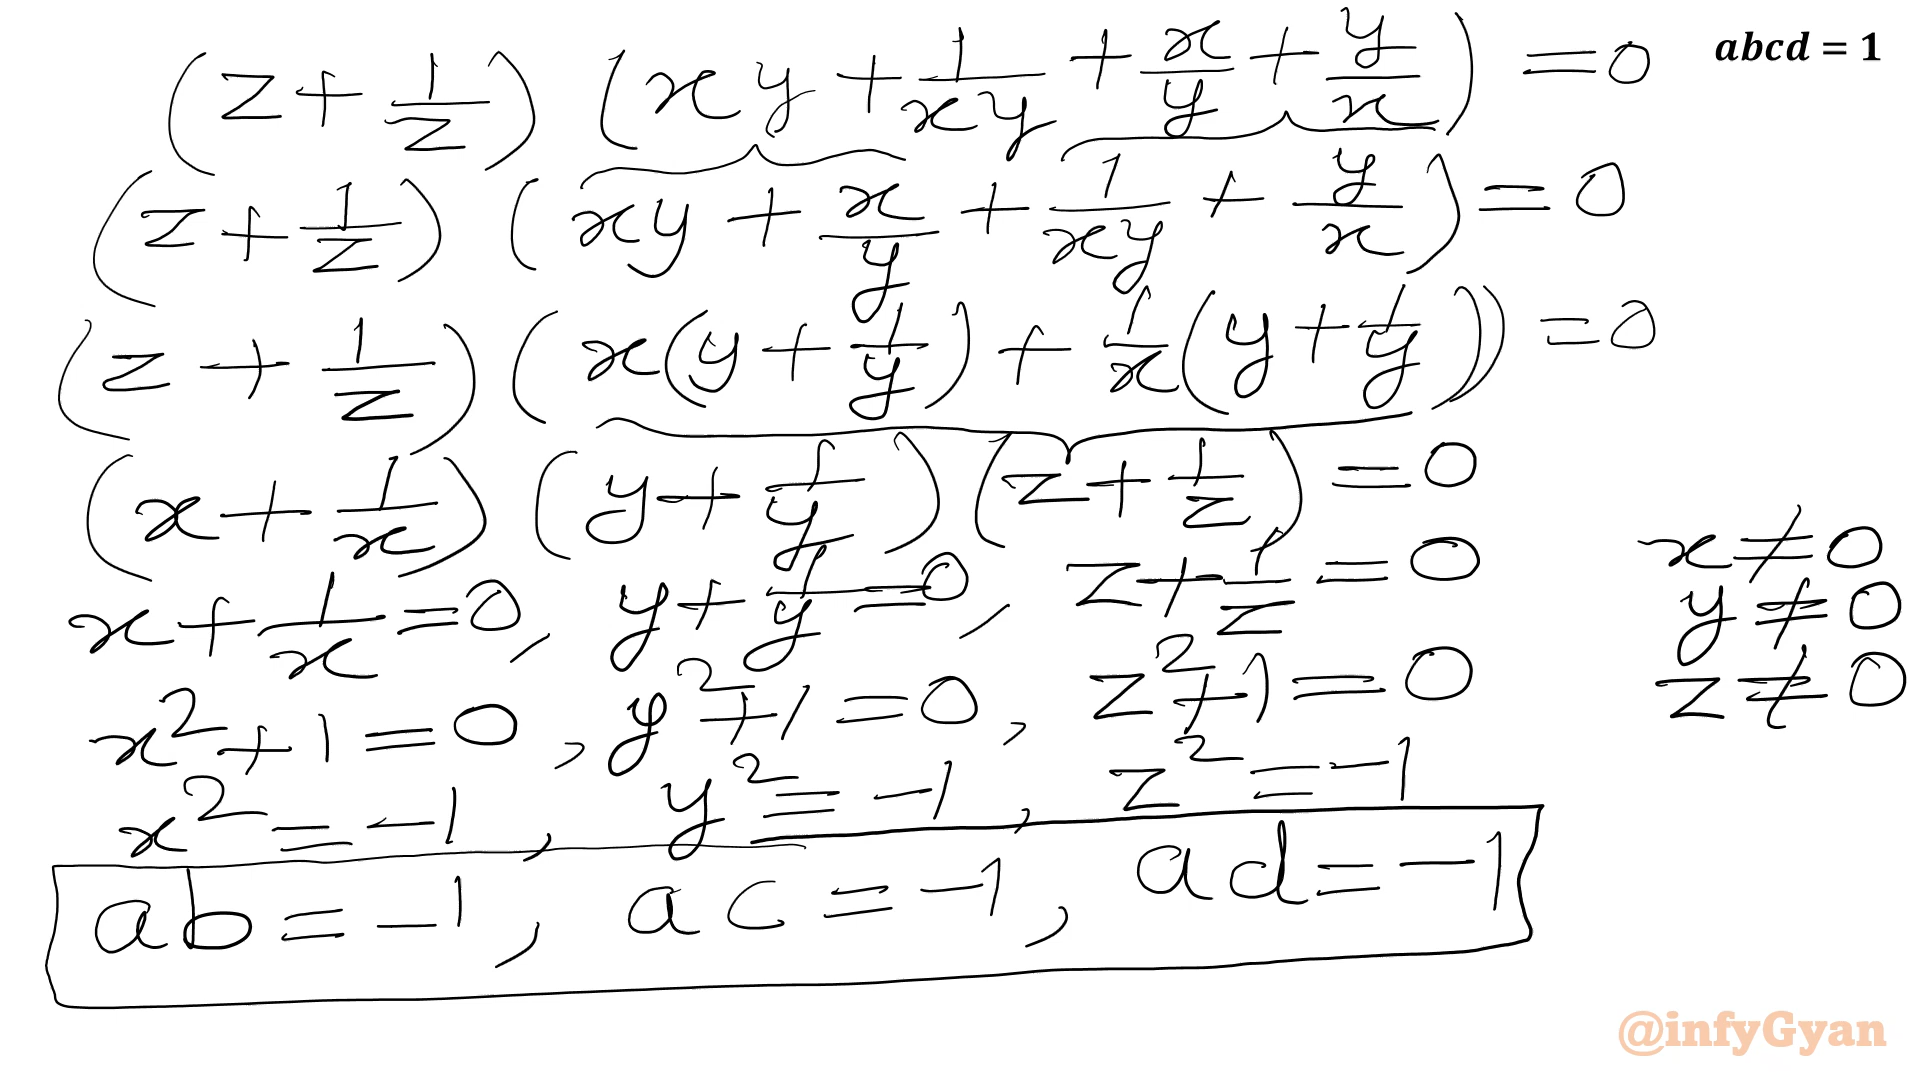 (z + 1/z) (xy + 1/xy + x/y + y/x) = 0 abcd = 1
(z + 1/z) (xy + x/y + 1/xy + y/x) = 0
(z + 1/z) (x(y + 1/y) + 1/x(y + 1/y)) = 0
(x + 1/x) (y + 1/y) (z + 1/z) = 0
x + 1/x = 0, y + 1/y = 0, z + 1/z = 0 x ≠ 0
y ≠ 0
x² + 1 = 0, y² + 1 = 0, z² + 1 = 0 z ≠ 0
x² = -1, y² = -1, z² = -1
ab = -1, ac = -1, ad = -1
@infyGyan